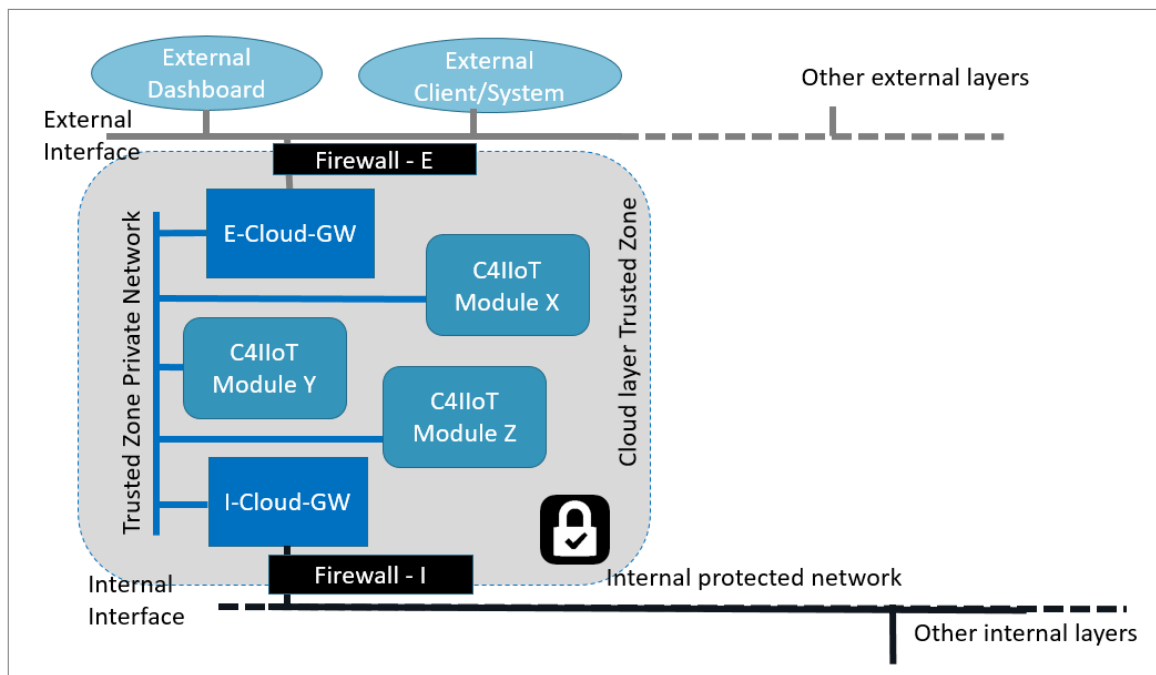 External
Dashboard
External
Client/System
Other external layers
External
Interface
Firewall - E
E-Cloud-GW
Trusted Zone Private Network
Cloud layer Trusted Zone
C4IIoT
Module X
C4IIoT
Module Y
C4IIoT
Module Z
I-Cloud-GW
Firewall - I
Internal
Interface
Internal protected network
Other internal layers